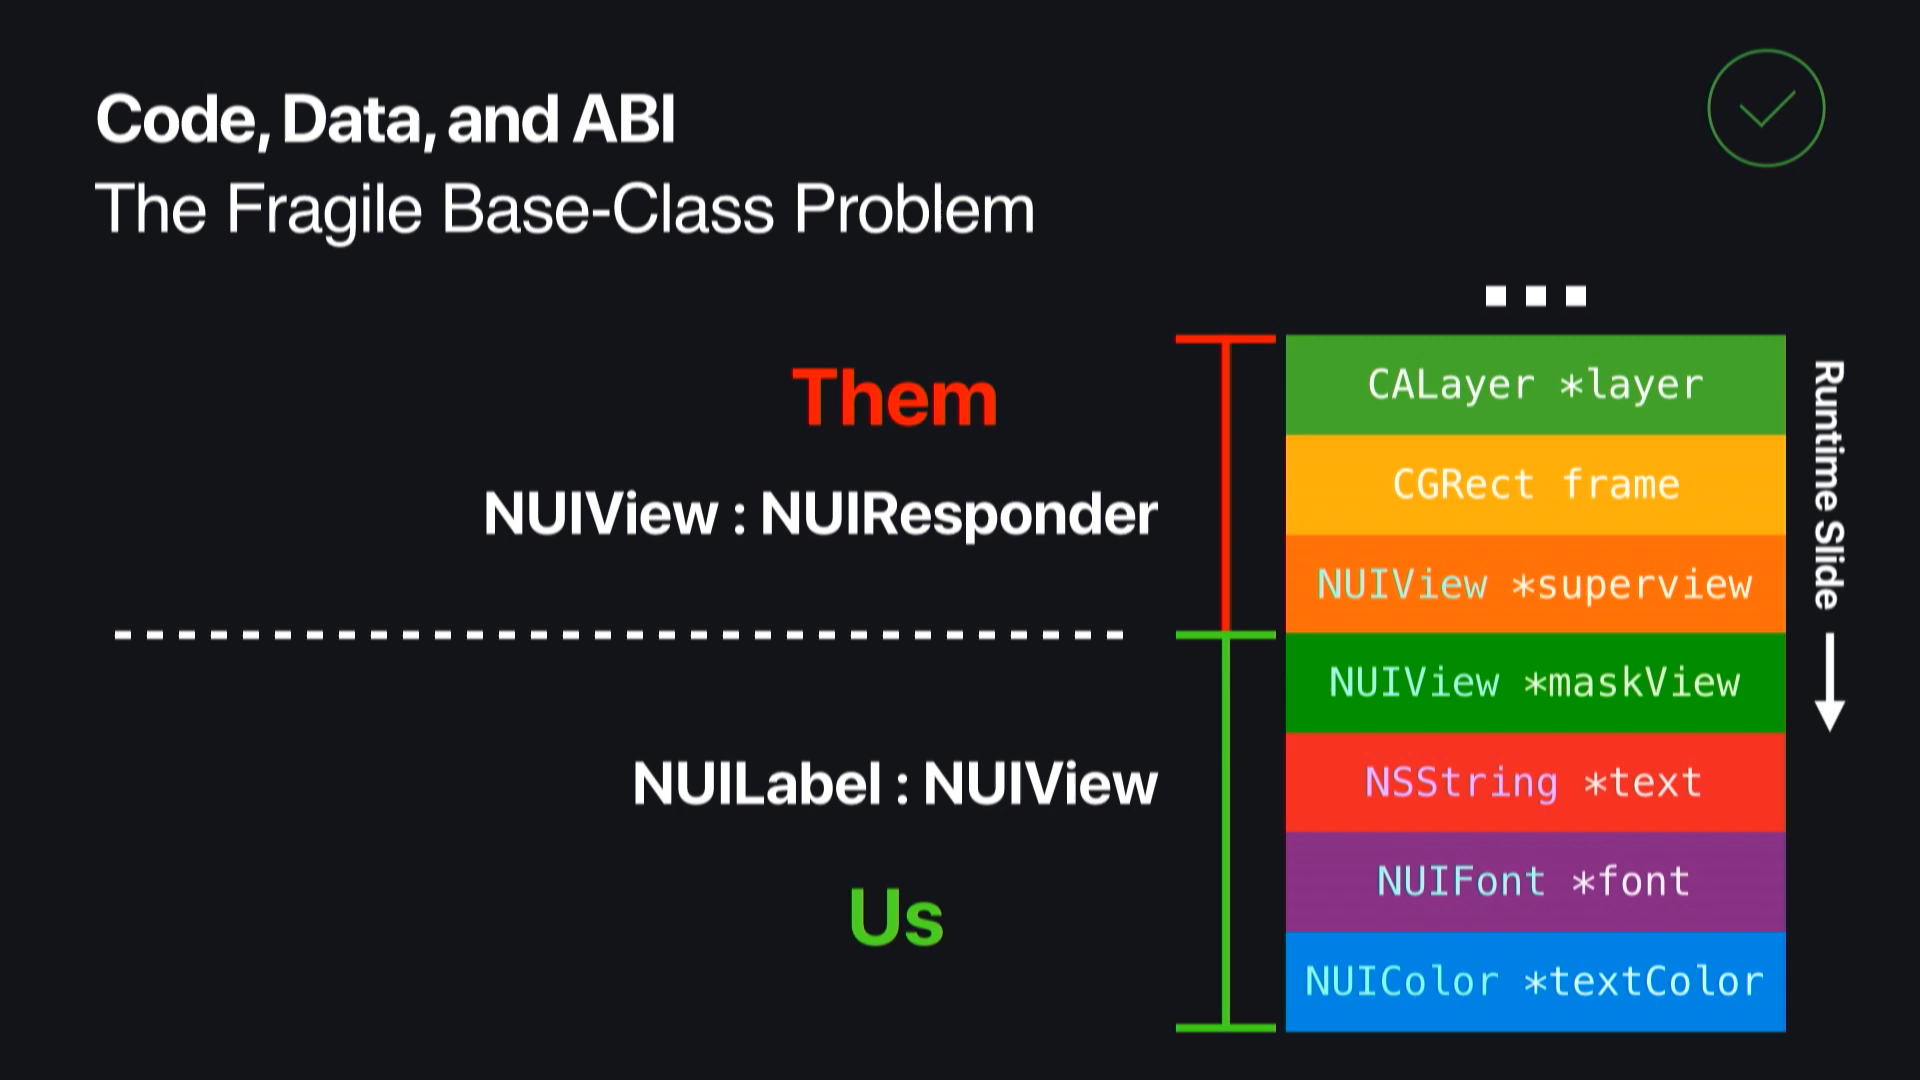 Code, Data, and ABI
The Fragile Base-Class Problem
Them
NUIView : NUIResponder
NUILabel : NUIView
Us
CALayer *layer
CGRect frame
NUIView *superview
NUIView *maskView
NSString *text
NUIFont *font
NUIColor *textColor
Runtime Slide